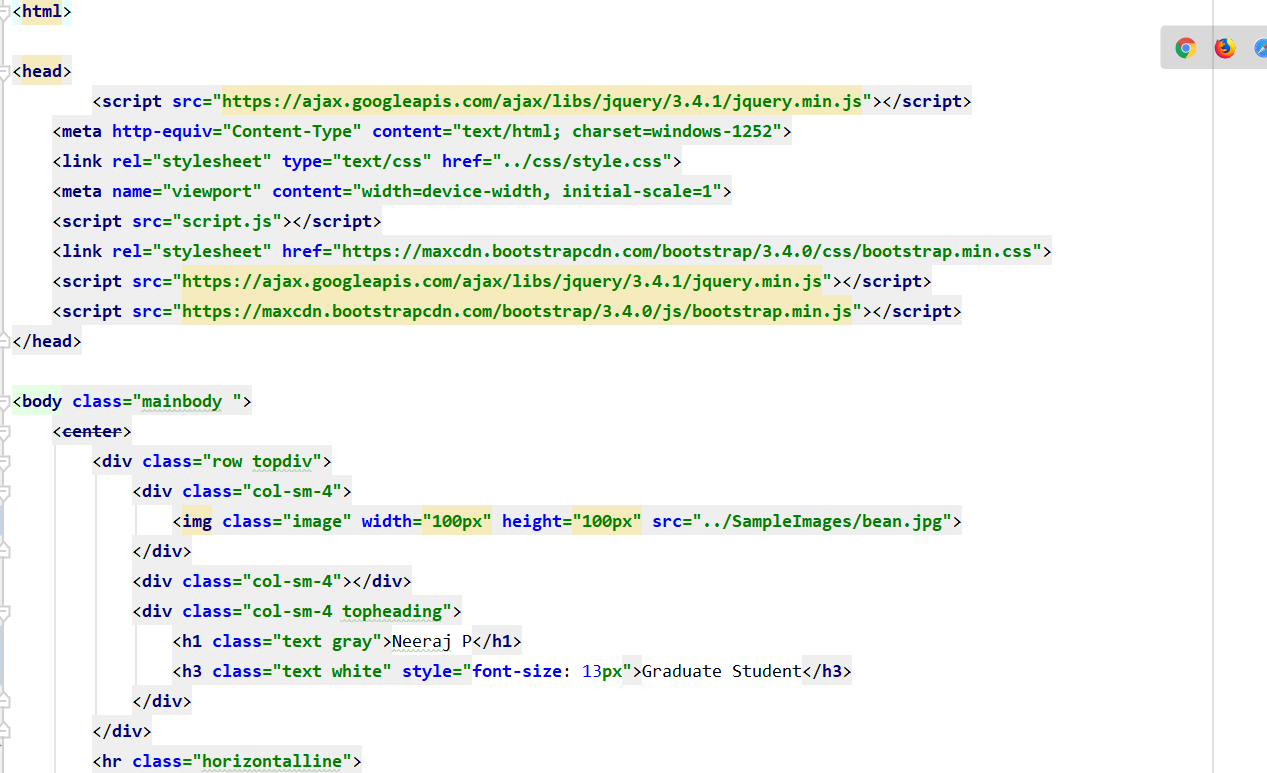 <html>
<head>
<script src="https://ajax.googleapis.com/ajax/libs/jquery/3.4.1/jquery.min.js"></script>
<meta http-equiv="Content-Type" content="text/html; charset=windows-1252">
<link rel="stylesheet" type="text/css" href="../css/style.css">
<meta name="viewport" content="width=device-width, initial-scale=1">
<script src="script.js"></script>
<link rel="stylesheet" href="https://maxcdn.bootstrapcdn.com/bootstrap/3.4.0/css/bootstrap.min.css">
<script src="https://ajax.googleapis.com/ajax/libs/jquery/3.4.1/jquery.min.js"></script>
<script src="https://maxcdn.bootstrapcdn.com/bootstrap/3.4.0/js/bootstrap.min.js"></script>
</head>
<body class="mainbody ">
<center>
<div class="row topdiv">
<div class="col-sm-4">
<img class="image" width="100px" height="100px" src="../SampleImages/bean.jpg">
</div>
<div class="col-sm-4"></div>
<div class="col-sm-4 topheading">
<h1 class="text gray">Neeraj P</h1>
<h3 class="text white" style="font-size: 13px">Graduate Student</h3>
</div>
</div>
<hr class="horizontalline">